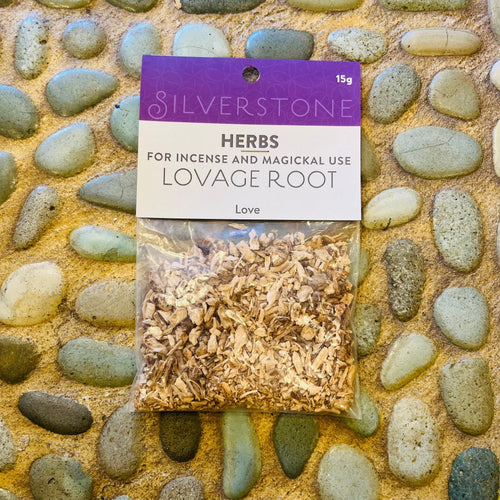 15g
SILVERSTONE
HERBS
FOR INCENSE AND MAGICKAL USE
LOVAGE ROOT
Love